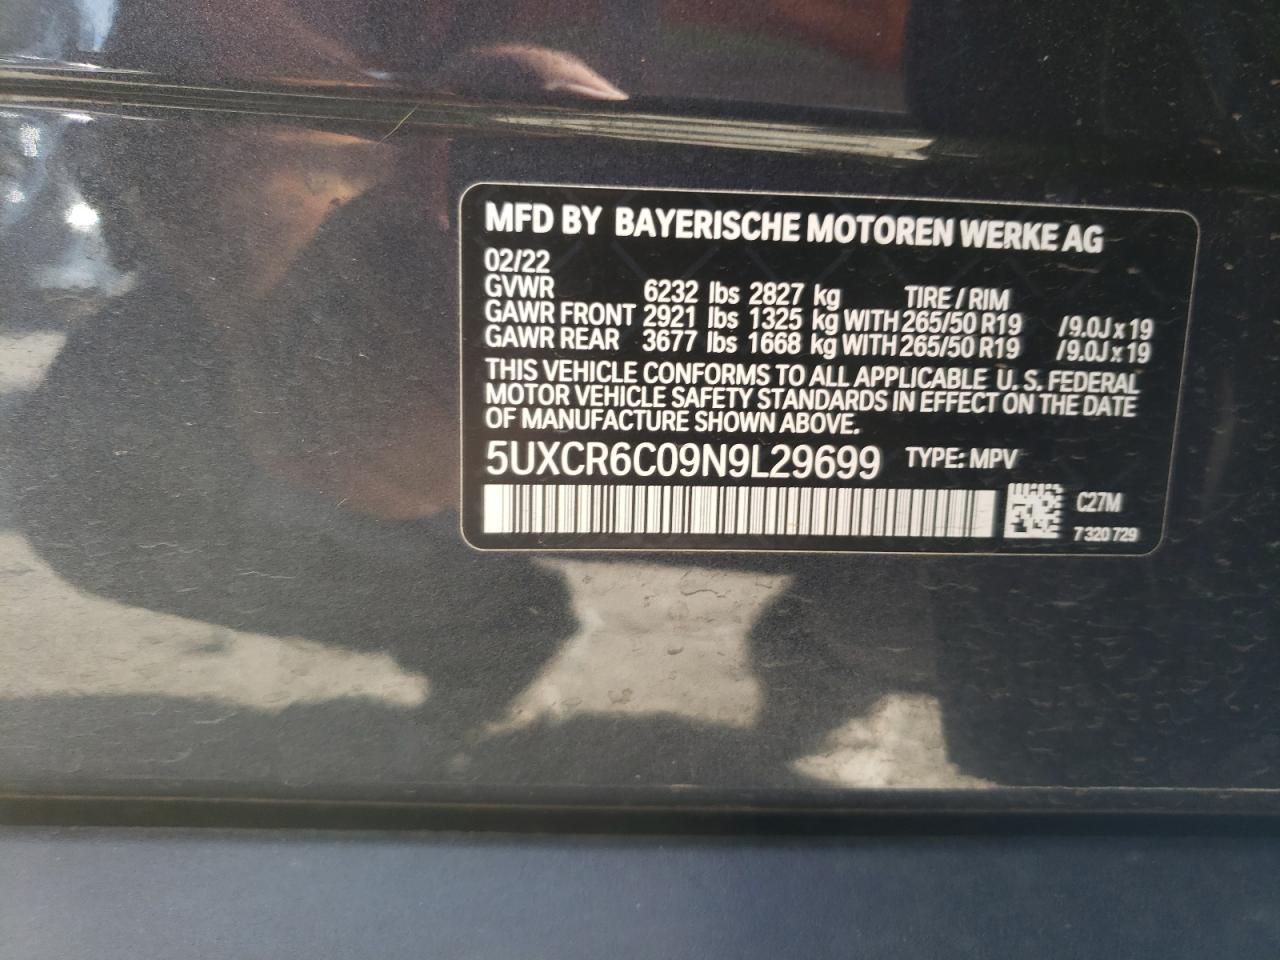 MFD BY BAYERISCHE MOTOREN WERKE AG
02/22
GVWR 6232 lbs 2827 kg TIRE / RIM
GAWR FRONT 2921 lbs 1325 kg WITH 265/50 R19 /9.0J x 19
GAWR REAR 3677 lbs 1668 kg WITH 265/50 R19 /9.0J x 19
THIS VEHICLE CONFORMS TO ALL APPLICABLE U.S. FEDERAL
MOTOR VEHICLE SAFETY STANDARDS IN EFFECT ON THE DATE
OF MANUFACTURE SHOWN ABOVE.
5UXCR6C09N9L29699 TYPE: MPV
C27M
7 320 729